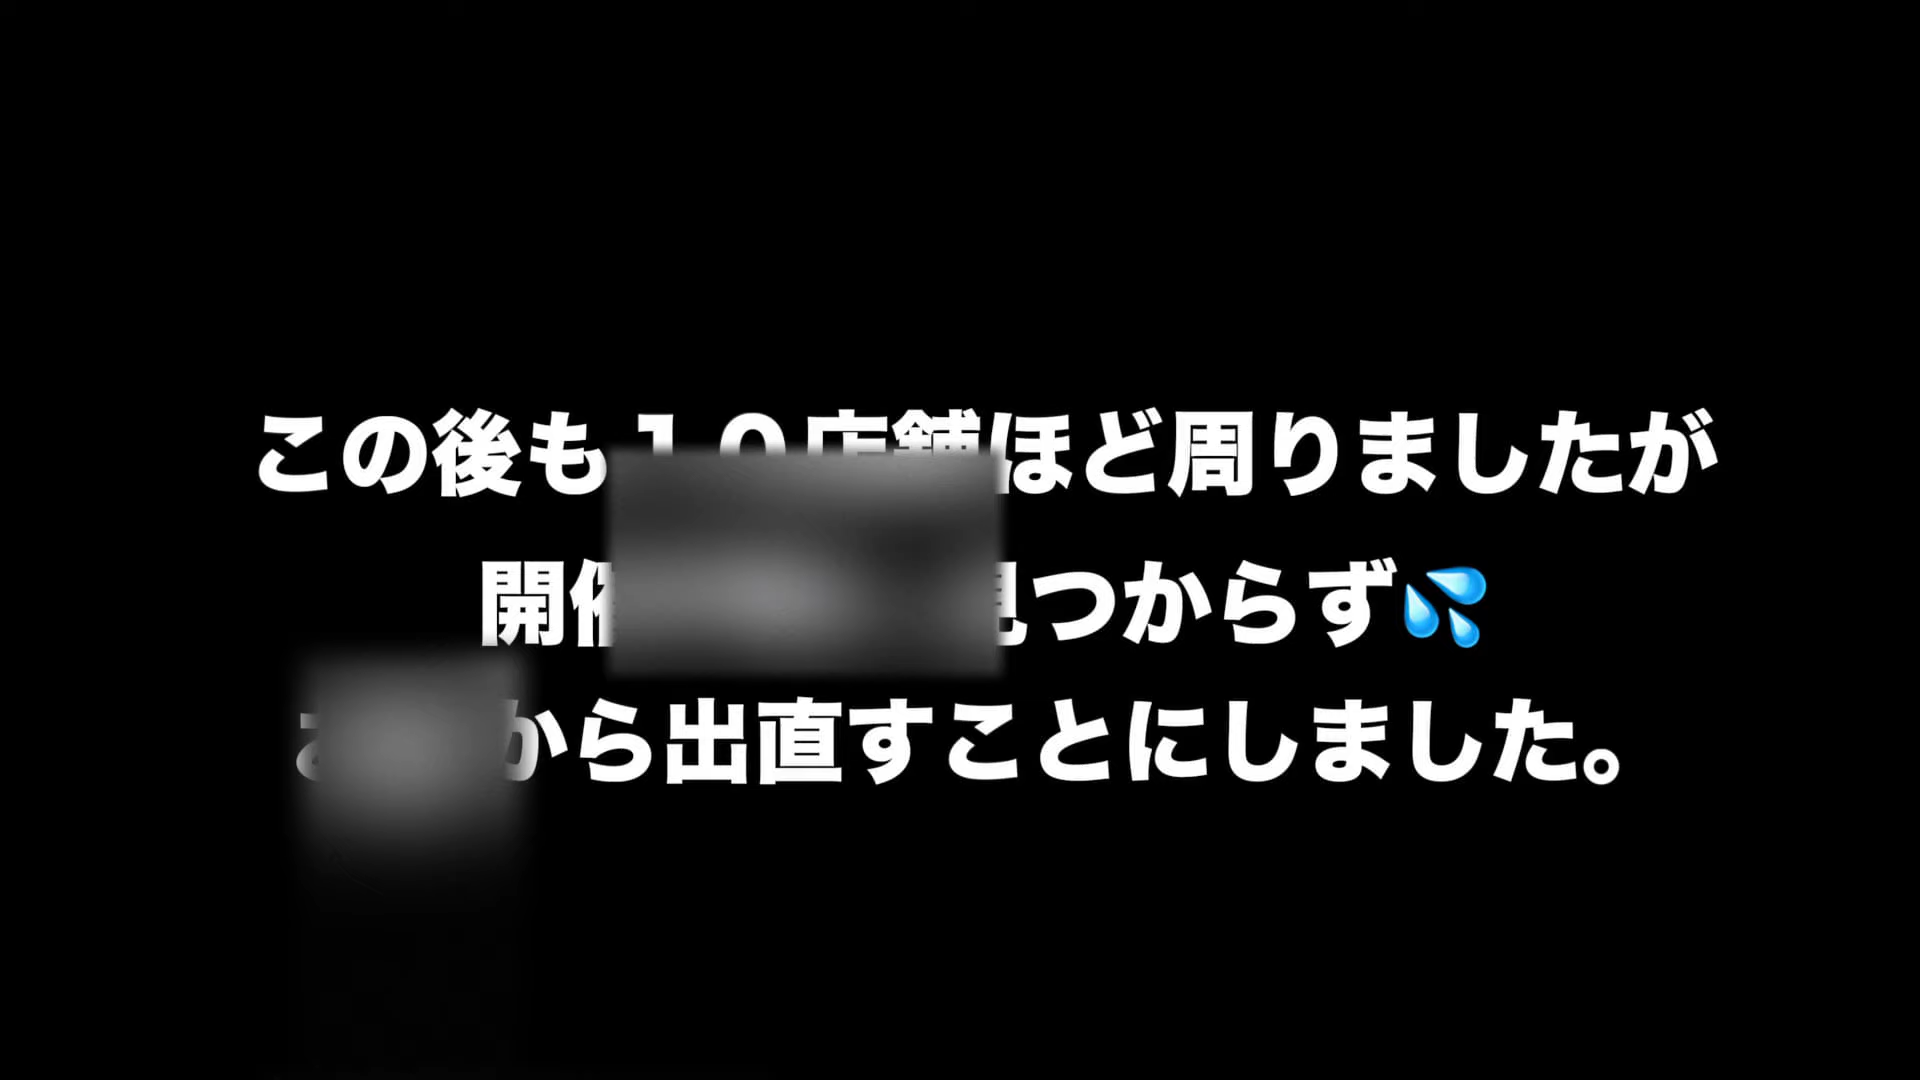 この後も１０店舗ほど周りましたが
開催見つからず💦
から出直すことにしました。